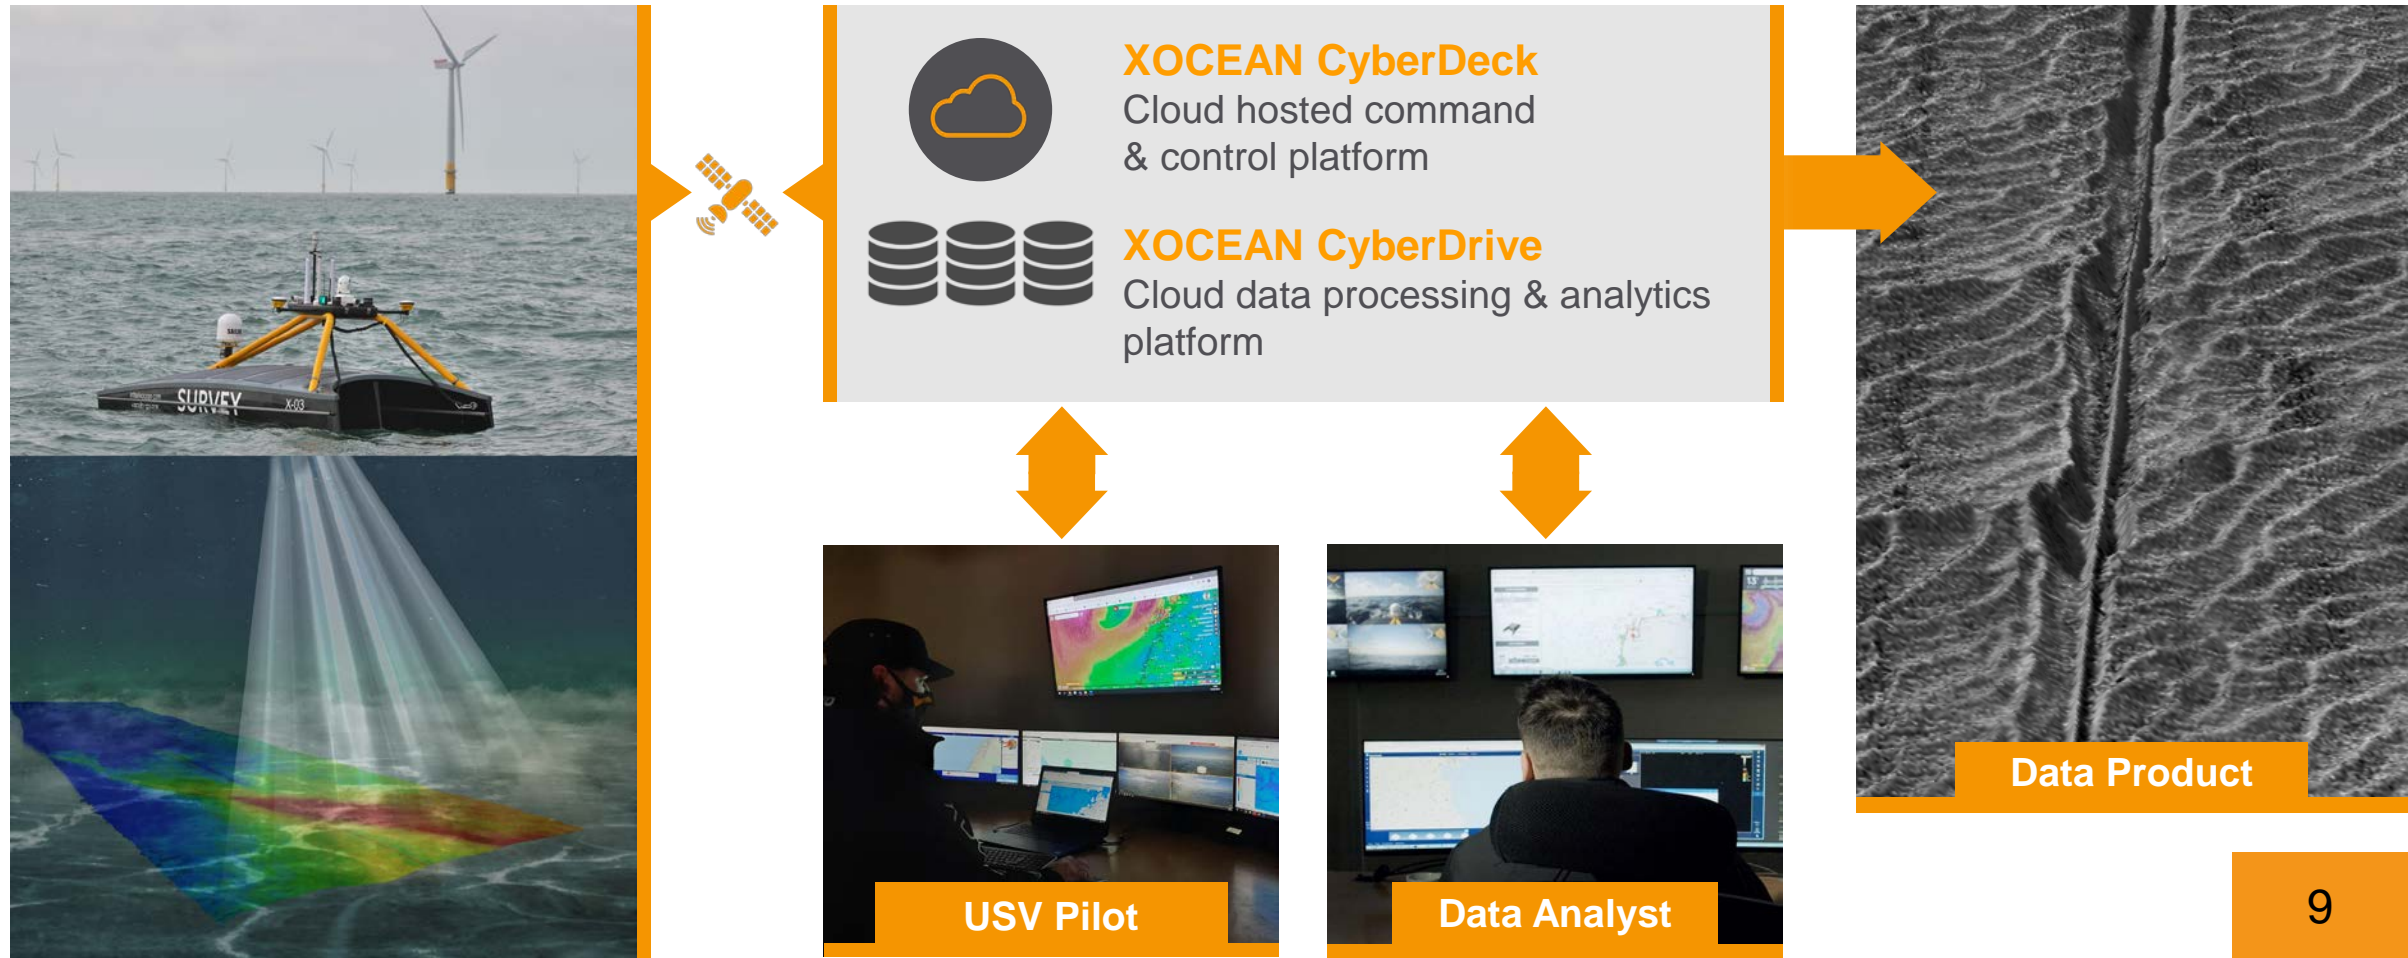 XOCEAN CyberDeck
Cloud hosted command
& control platform
XOCEAN CyberDrive
Cloud data processing & analytics
platform
SURVEY
X-03
USV Pilot
Data Analyst
Data Product
9